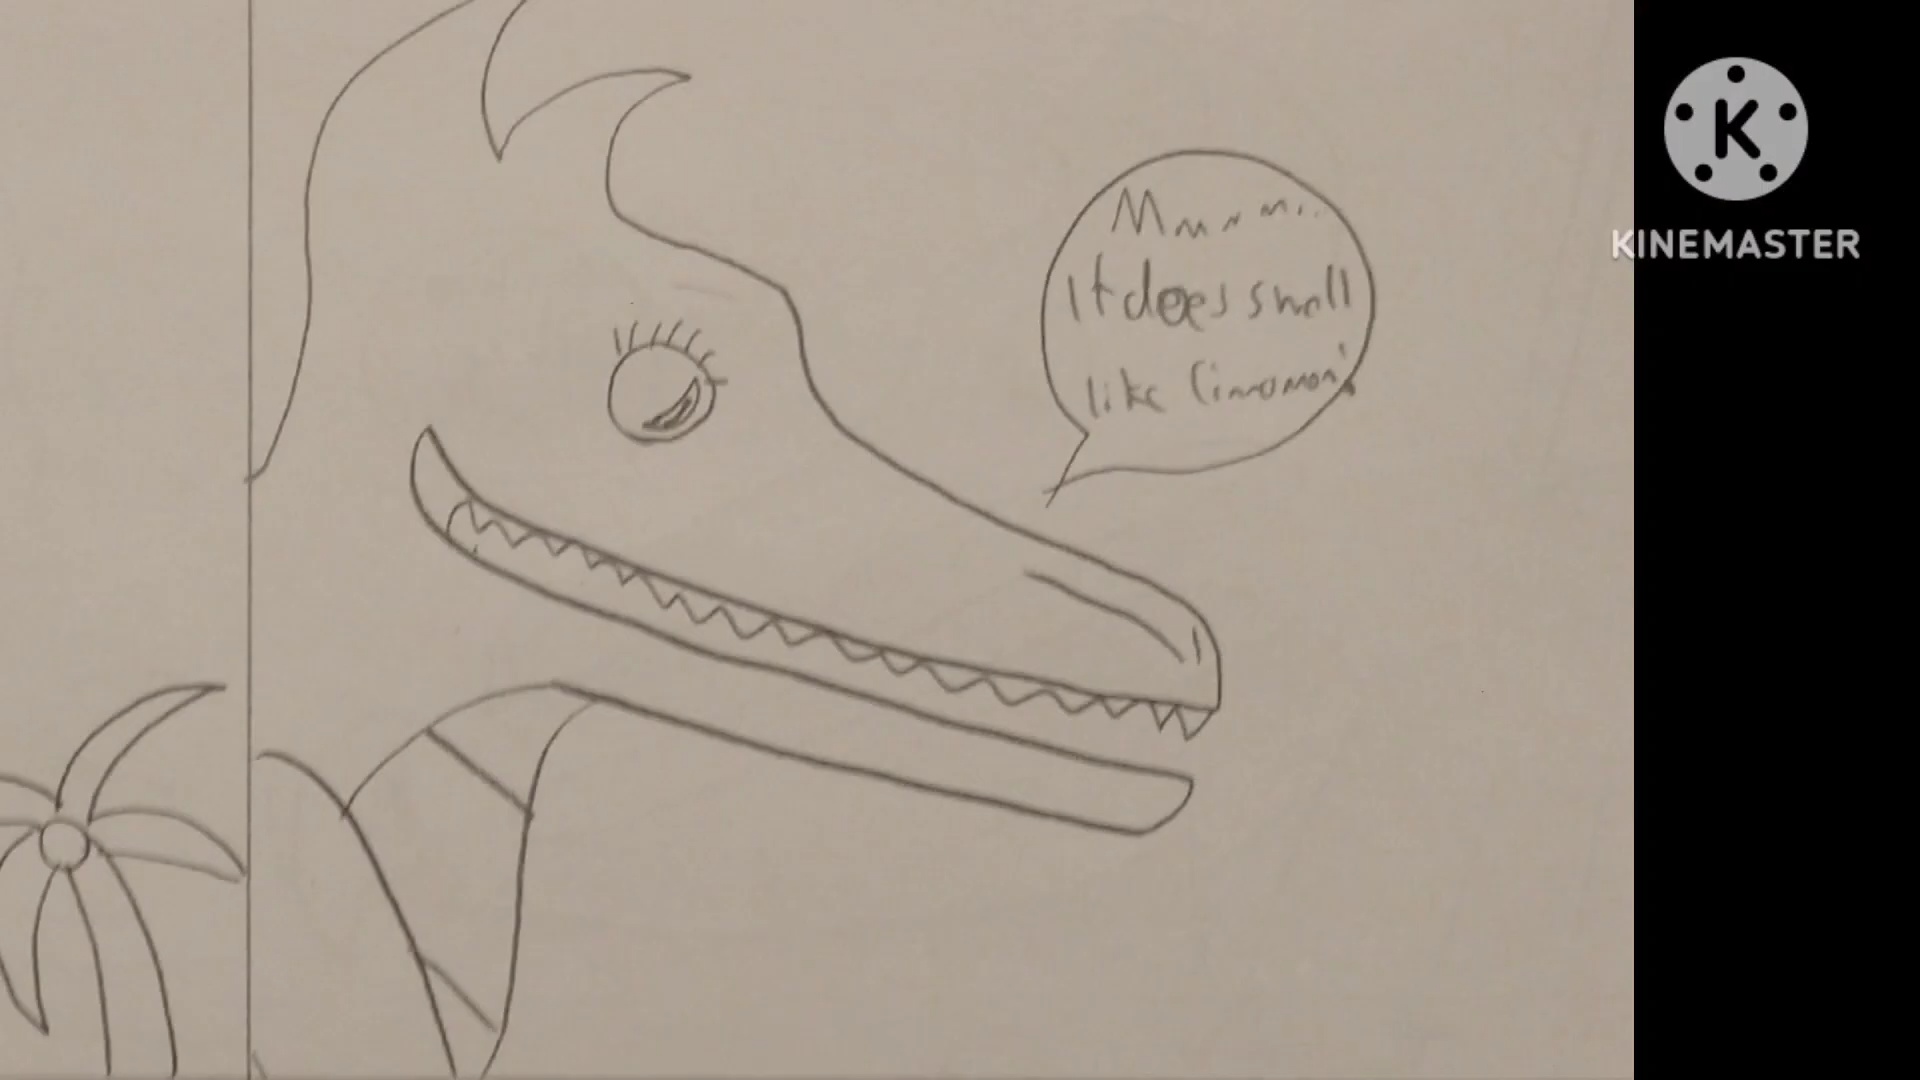 Mmmm...
It does smell
like Cinnamon!
K
KINEMASTER